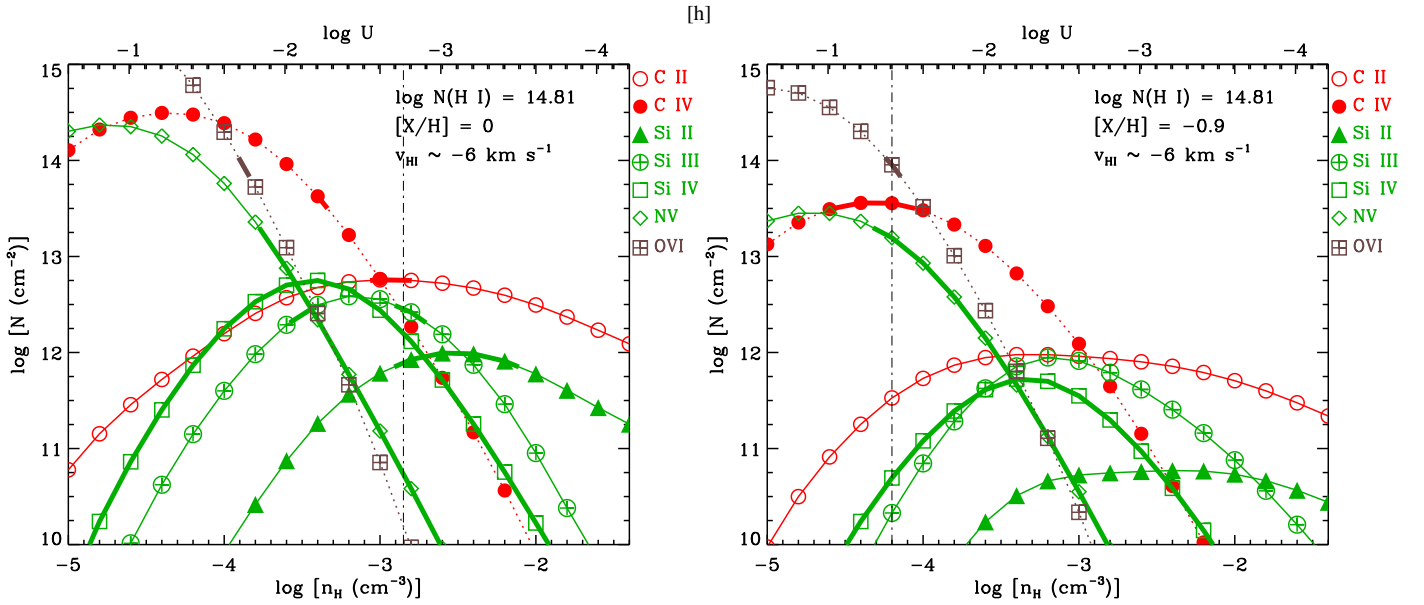 [h]
log U
−1 −2 −3 −4
15
14
13
12
11
10
log [N (cm⁻²)]
log N(H I) = 14.81
[X/H] = 0
v_HI ~ −6 km s⁻¹
C II
C IV
Si II
Si III
Si IV
NV
OVI
−5 −4 −3 −2
log [n_H (cm⁻³)]
log U
−1 −2 −3 −4
15
14
13
12
11
10
log [N (cm⁻²)]
log N(H I) = 14.81
[X/H] = −0.9
v_HI ~ −6 km s⁻¹
C II
C IV
Si II
Si III
Si IV
NV
OVI
−5 −4 −3 −2
log [n_H (cm⁻³)]